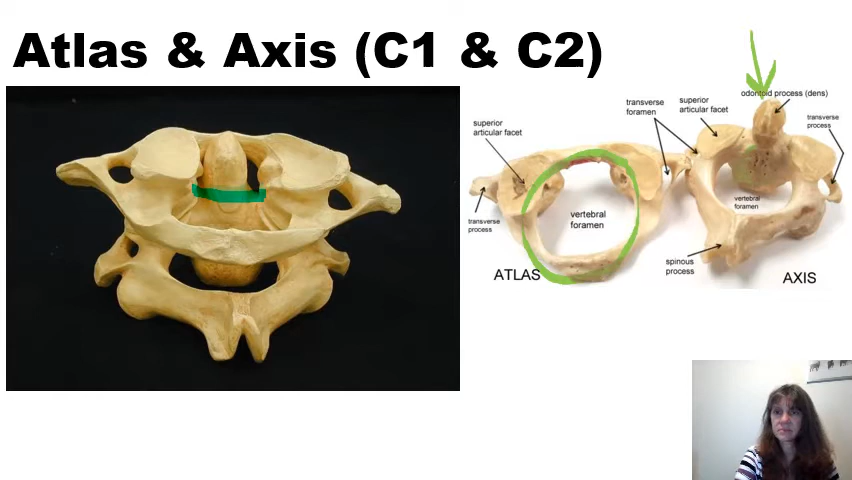 Atlas & Axis (C1 & C2)
superior
articular facet
transverse
process
ATLAS
vertebral
foramen
transverse
foramen
superior
articular facet
odontoid process (dens)
transverse
process
vertebral
foramen
spinous
process
AXIS